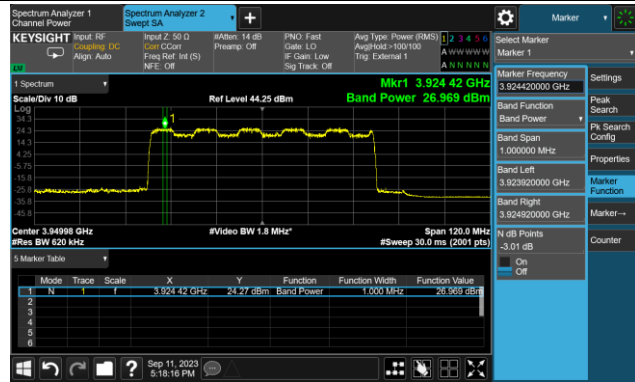 Spectrum Analyzer 1
Channel Power
Spectrum Analyzer 2
Swept SA
+
Marker
KEYSIGHT
Input: RF
Coupling: DC
Align: Auto
Input Z: 50 Ω
Corr CCorr
Freq Ref: Int (S)
NFE: Off
#Atten: 14 dB
Preamp: Off
PNO: Fast
Gate: LO
IF Gain: Low
Sig Track: Off
Avg Type: Power (RMS)
Avg|Hold:>100/100
Trig: External 1
1 2 3 4 5 6
A W W W W W
A N N N N N
Select Marker
Marker 1
1 Spectrum
Mkr1 3.924 42 GHz
Scale/Div 10 dB
Ref Level 44.25 dBm
Band Power 26.969 dBm
Log
34.3
24.3
14.3
4.25
-5.75
-15.8
-25.8
-35.8
-45.8
1
Center 3.94998 GHz
#Video BW 1.8 MHz*
Span 120.0 MHz
#Res BW 620 kHz
#Sweep 30.0 ms (2001 pts)
5 Marker Table
Mode Trace Scale X Y Function Function Width Function Value
1 N 1 f 3.924 42 GHz 24.27 dBm Band Power 1.000 MHz 26.969 dBm
2
3
4
5
6
Marker Frequency
3.924420000 GHz
Band Function
Band Power
Band Span
1.000000 MHz
Band Left
3.923920000 GHz
Band Right
3.924920000 GHz
N dB Points
-3.01 dB
On
Off
Settings
Peak
Search
Pk Search
Config
Properties
Marker
Function
Marker→
Counter
?
Sep 11, 2023
5:18:16 PM